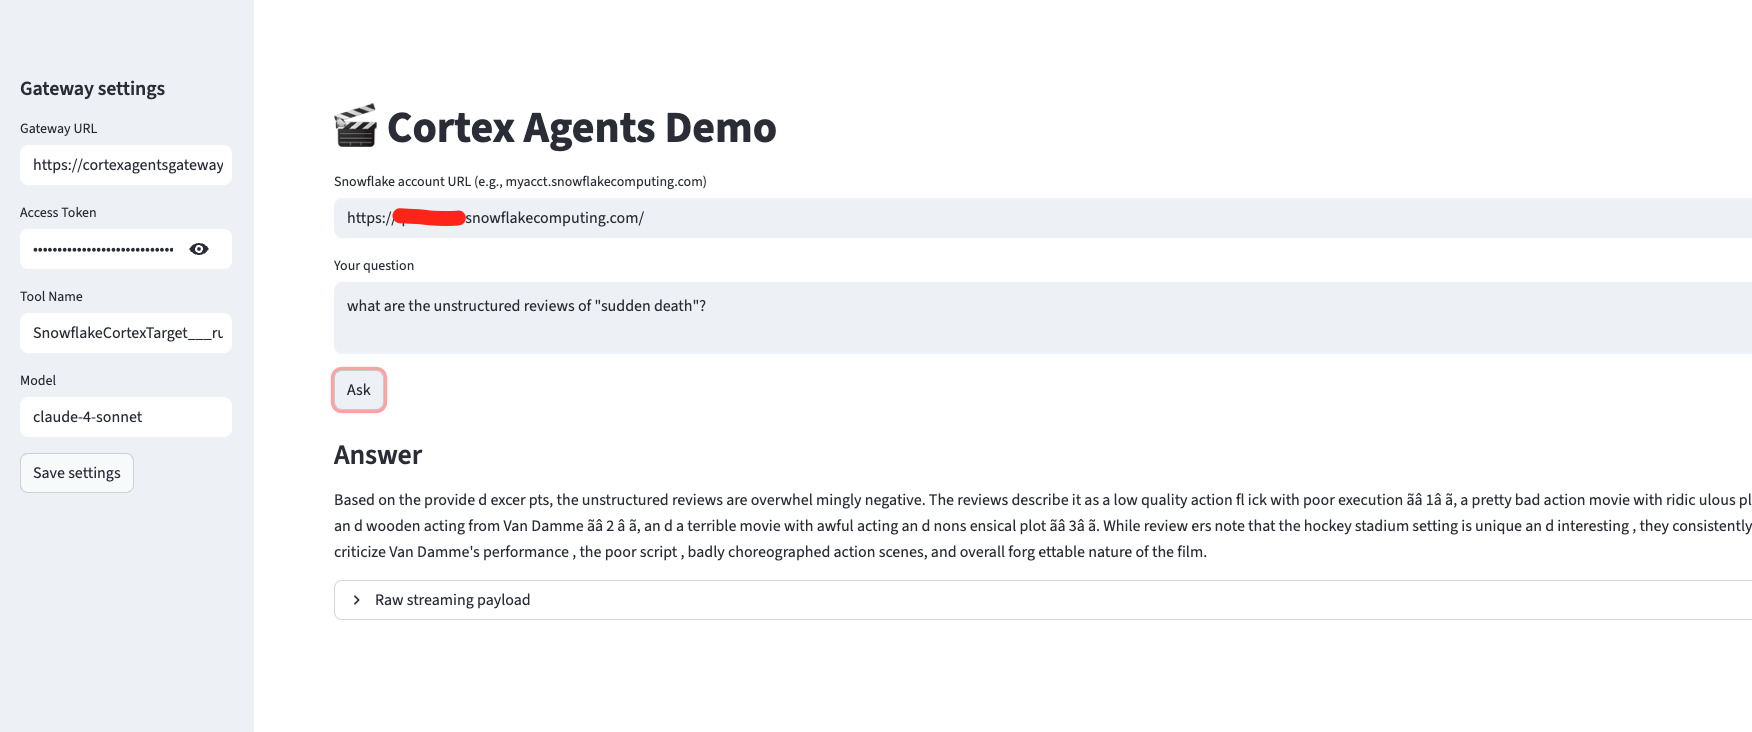 Gateway settings
Gateway URL
https://cortexagentsgateway
Access Token
Tool Name
SnowflakeCortexTarget___ru
Model
claude-4-sonnet
Save settings
Cortex Agents Demo
Snowflake account URL (e.g., myacct.snowflakecomputing.com)
https://snowflakecomputing.com/
Your question
what are the unstructured reviews of "sudden death"?
Ask
Answer
Based on the provide d excer pts, the unstructured reviews are overwhel mingly negative. The reviews describe it as a low quality action fl ick with poor execution ãâ 1â ã, a pretty bad action movie with ridic ulous pl
an d wooden acting from Van Damme ãâ 2 â ã, an d a terrible movie with awful acting an d nons ensical plot ãâ 3â ã. While review ers note that the hockey stadium setting is unique an d interesting , they consistently
criticize Van Damme's performance , the poor script , badly choreographed action scenes, and overall forg ettable nature of the film.
Raw streaming payload